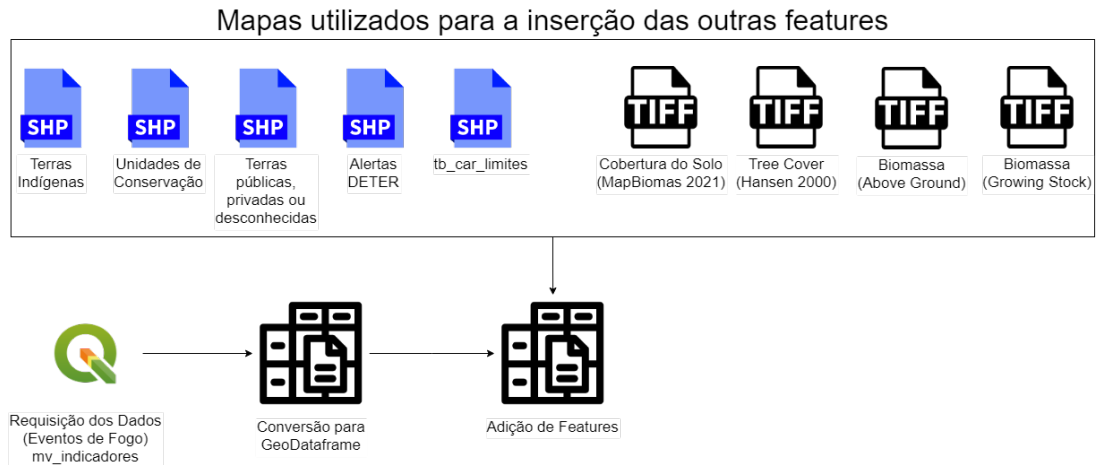 Mapas utilizados para a inserção das outras features
SHP
SHP
SHP
SHP
SHP
TIFF
TIFF
TIFF
TIFF
Terras
Indígenas
Unidades de
Conservação
Terras
públicas,
privadas ou
desconhecidas
Alertas
DETER
tb_car_limites
Cobertura do Solo
(MapBiomas 2021)
Tree Cover
(Hansen 2000)
Biomassa
(Above Ground)
Biomassa
(Growing Stock)
Requisição dos Dados
(Eventos de Fogo)
mv_indicadores
Conversão para
GeoDataframe
Adição de Features